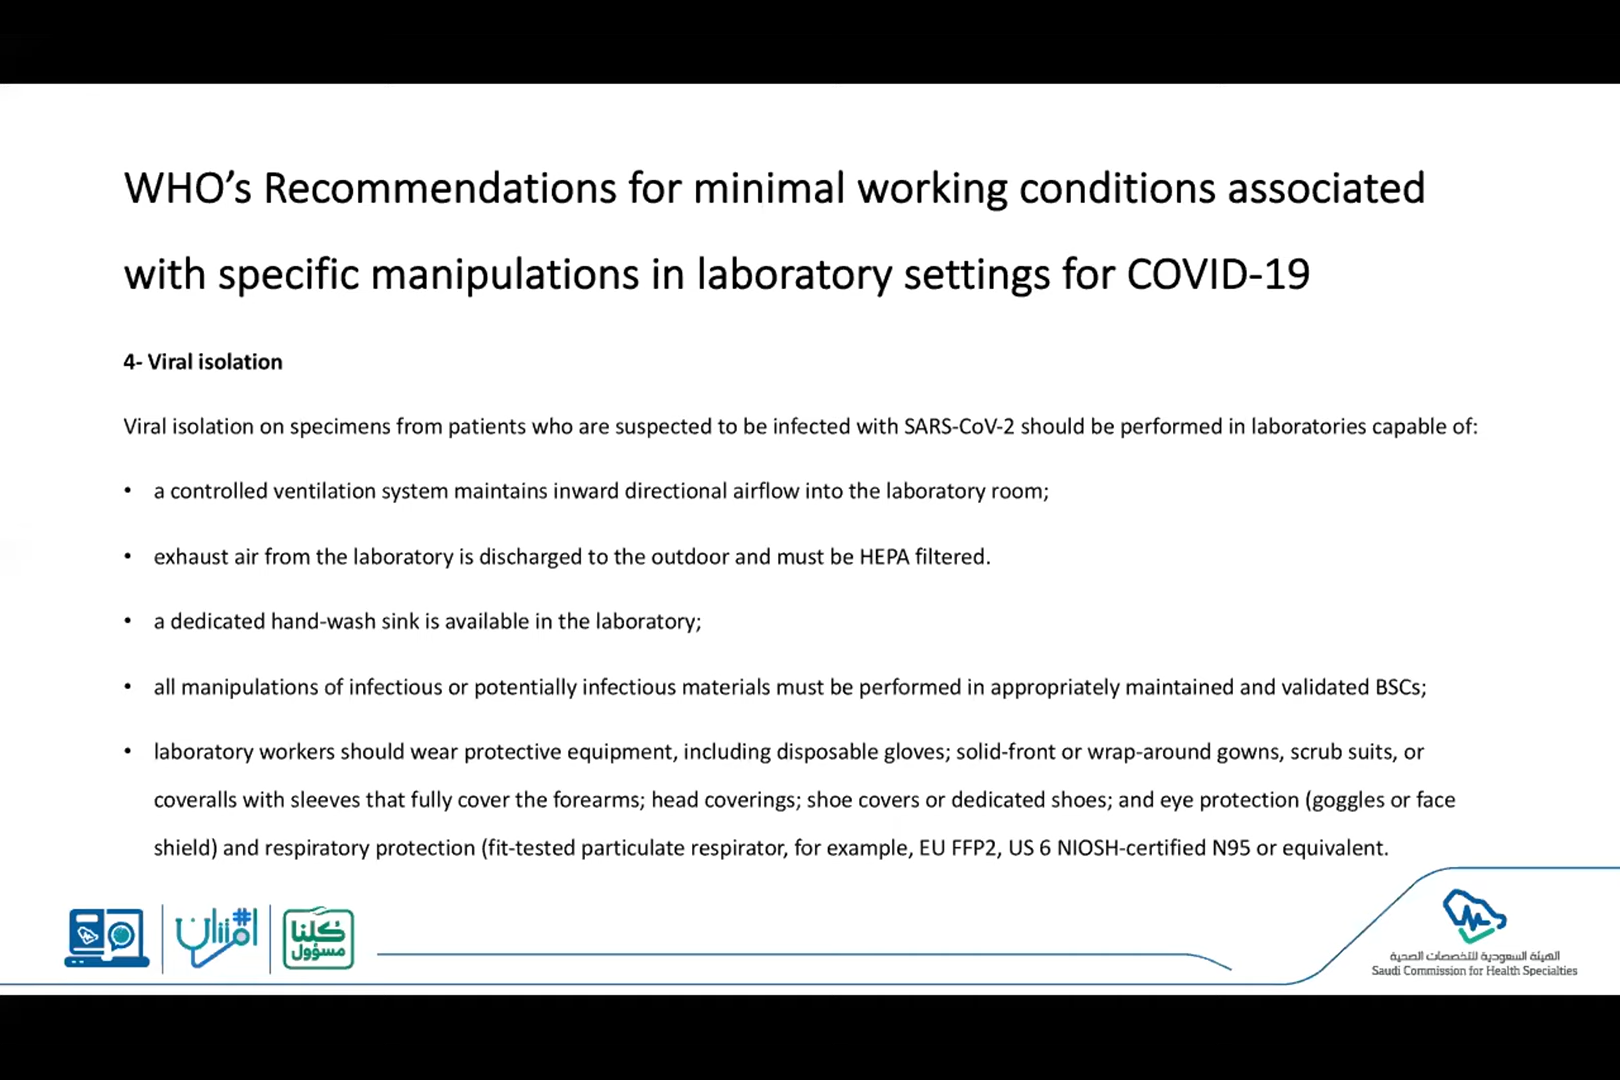 WHO’s Recommendations for minimal working conditions associated
with specific manipulations in laboratory settings for COVID-19
4- Viral isolation
Viral isolation on specimens from patients who are suspected to be infected with SARS-CoV-2 should be performed in laboratories capable of:
• a controlled ventilation system maintains inward directional airflow into the laboratory room;
• exhaust air from the laboratory is discharged to the outdoor and must be HEPA filtered.
• a dedicated hand-wash sink is available in the laboratory;
• all manipulations of infectious or potentially infectious materials must be performed in appropriately maintained and validated BSCs;
• laboratory workers should wear protective equipment, including disposable gloves; solid-front or wrap-around gowns, scrub suits, or
coveralls with sleeves that fully cover the forearms; head coverings; shoe covers or dedicated shoes; and eye protection (goggles or face
shield) and respiratory protection (fit-tested particulate respirator, for example, EU FFP2, US 6 NIOSH-certified N95 or equivalent.
كلنا
مسؤول
الهيئة السعودية للتخصصات الصحية
Saudi Commission for Health Specialties